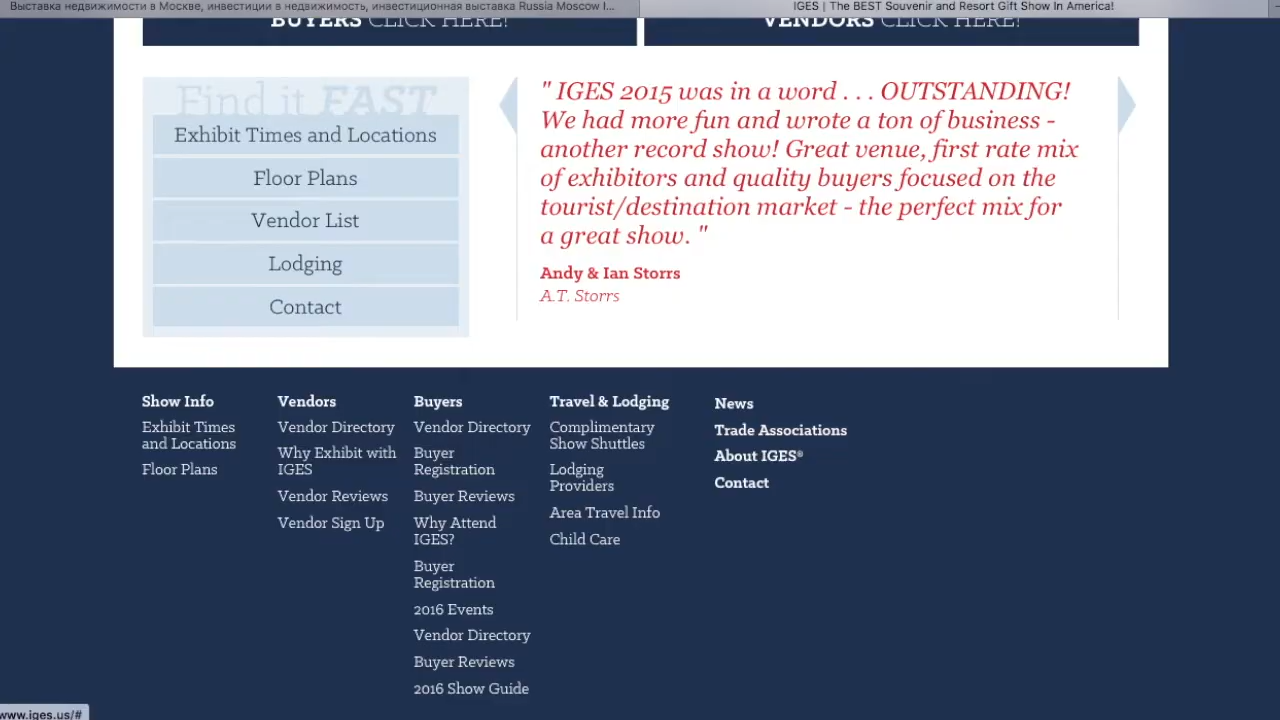 Выставка недвижимости в Москве, инвестиции в недвижимость, инвестиционная выставка Russia Moscow I...
IGES | The BEST Souvenir and Resort Gift Show In America!
BUYERS CLICK HERE!
VENDORS CLICK HERE!
Find it FAST
Exhibit Times and Locations
Floor Plans
Vendor List
Lodging
Contact
" IGES 2015 was in a word . . . OUTSTANDING!
We had more fun and wrote a ton of business -
another record show! Great venue, first rate mix
of exhibitors and quality buyers focused on the
tourist/destination market - the perfect mix for
a great show. "
Andy & Ian Storrs
A.T. Storrs
Show Info
Exhibit Times
and Locations
Floor Plans
Vendors
Vendor Directory
Why Exhibit with
IGES
Vendor Reviews
Vendor Sign Up
Buyers
Vendor Directory
Buyer
Registration
Buyer Reviews
Why Attend
IGES?
Buyer
Registration
2016 Events
Vendor Directory
Buyer Reviews
2016 Show Guide
Travel & Lodging
Complimentary
Show Shuttles
Lodging
Providers
Area Travel Info
Child Care
News
Trade Associations
About IGES®
Contact
www.iges.us/#